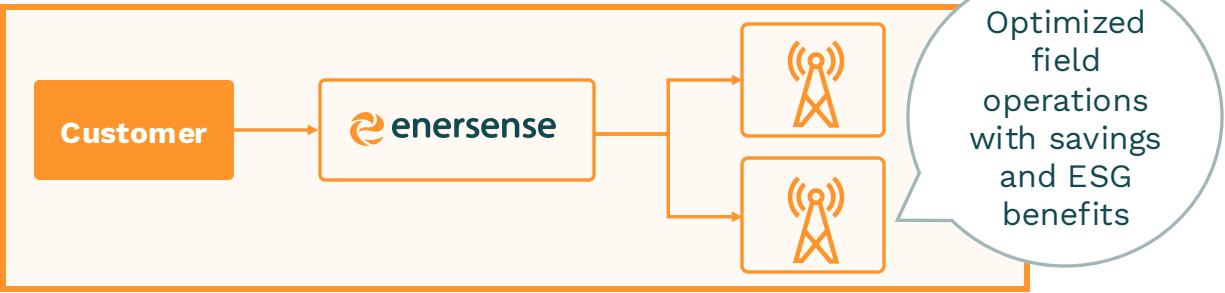 Customer
enersense
Optimized
field
operations
with savings
and ESG
benefits